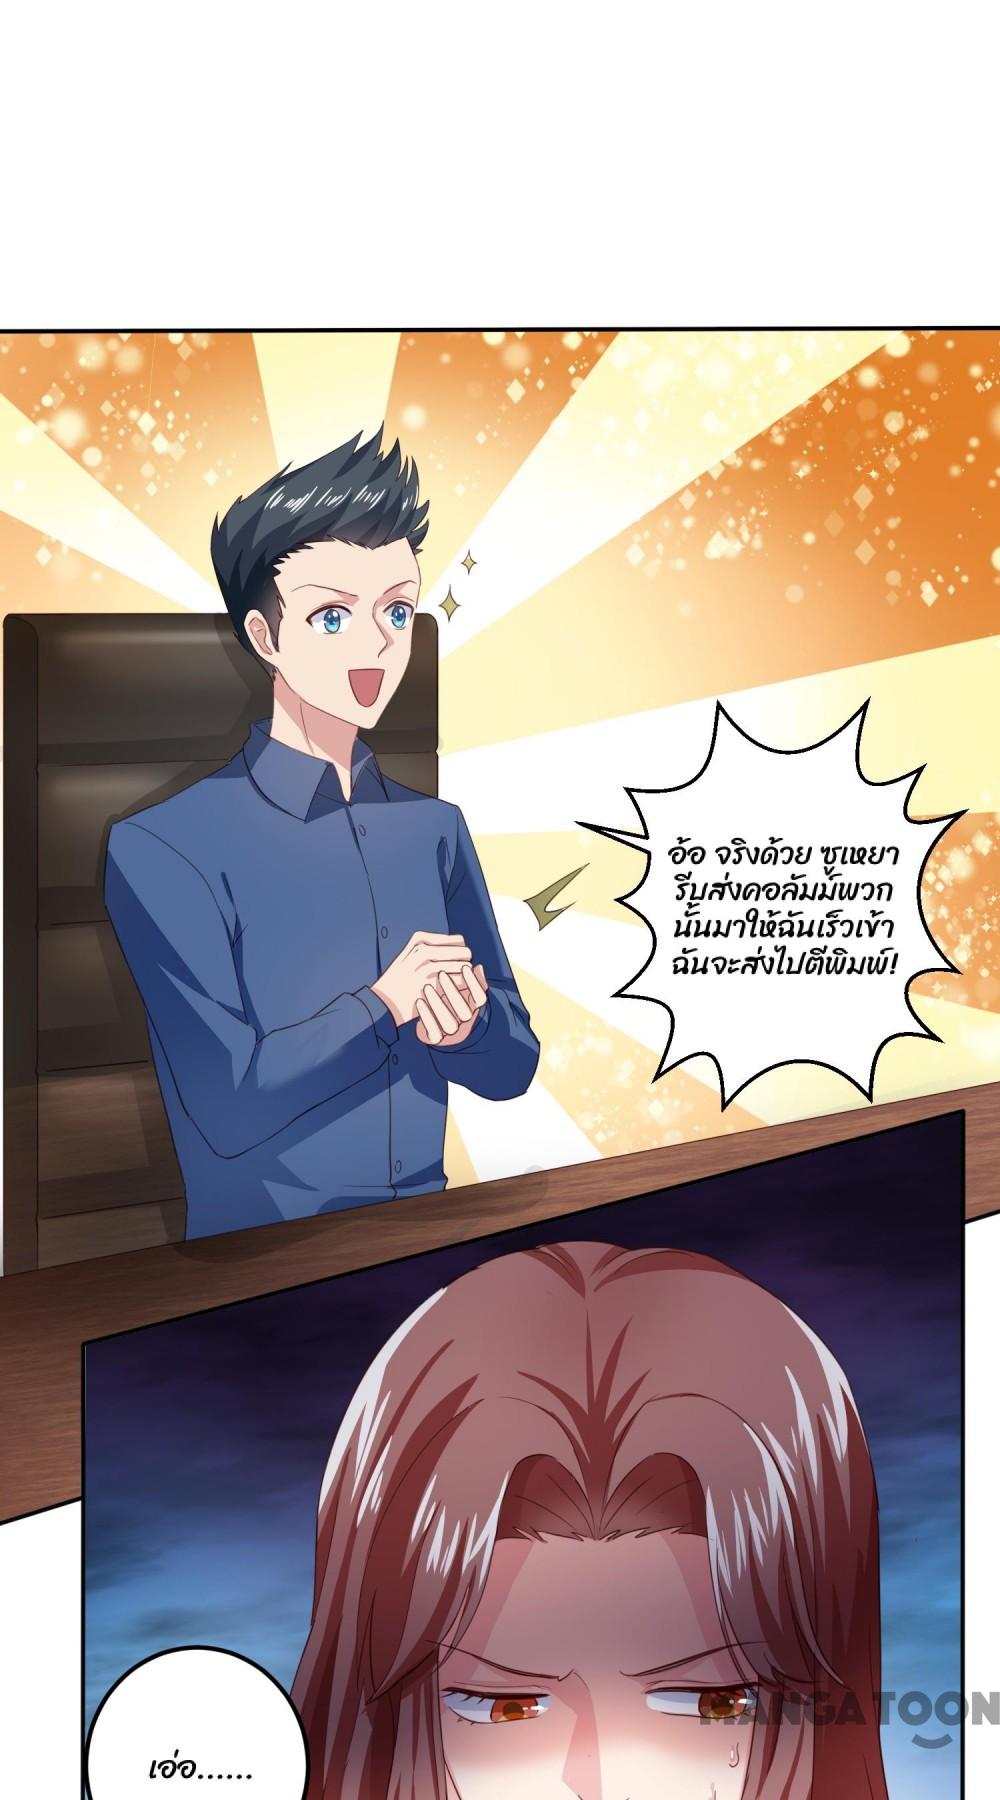 อ้อ จริงด้วย ซูเหยา
รีบส่งคอลัมม์พวก
นั้นมาให้ฉันเร็วเข้า
ฉันจะส่งไปตีพิมพ์!
MANGATOON
เอ่อ......